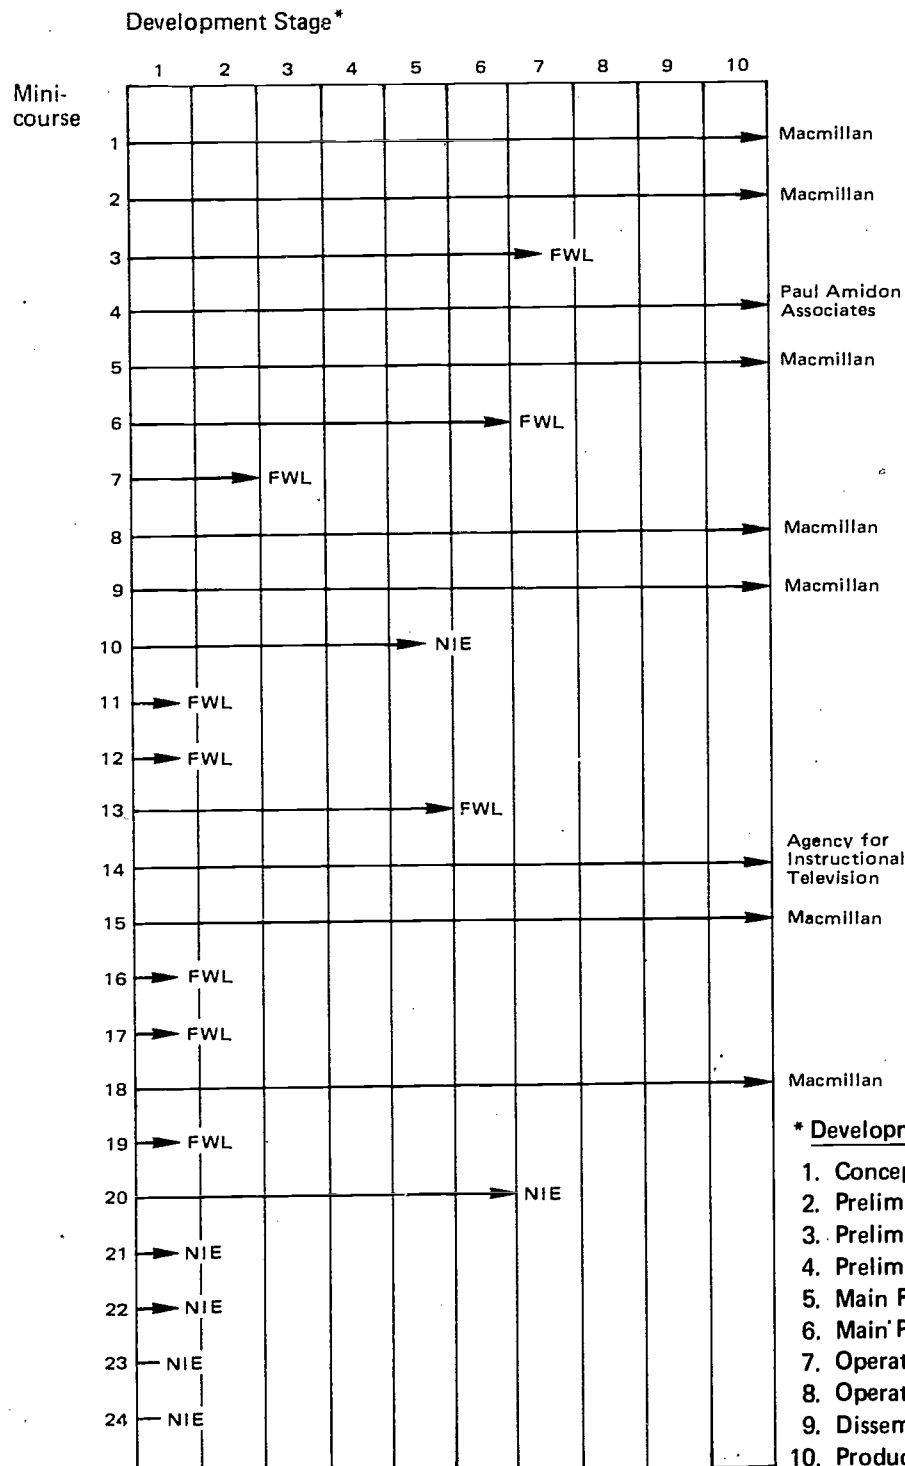 Development Stage*
1 2 3 4 5 6 7 8 9 10
Mini-
course
1 Macmillan
2 Macmillan
3 FWL
Paul Amidon
Associates
4
5 Macmillan
6 FWL
7 FWL
8 Macmillan
9 Macmillan
10 NIE
11 FWL
12 FWL
13 FWL
Agency for
14 Instructional
Television
15 Macmillan
16 FWL
17 FWL
18 Macmillan
19 FWL
20 NIE
21 NIE
22 NIE
23 NIE
24 NIE
* Developm
1. Concep
2. Prelim
3. Prelim
4. Prelim
5. Main F
6. Main P
7. Operat
8. Operat
9. Dissem
10. Produc